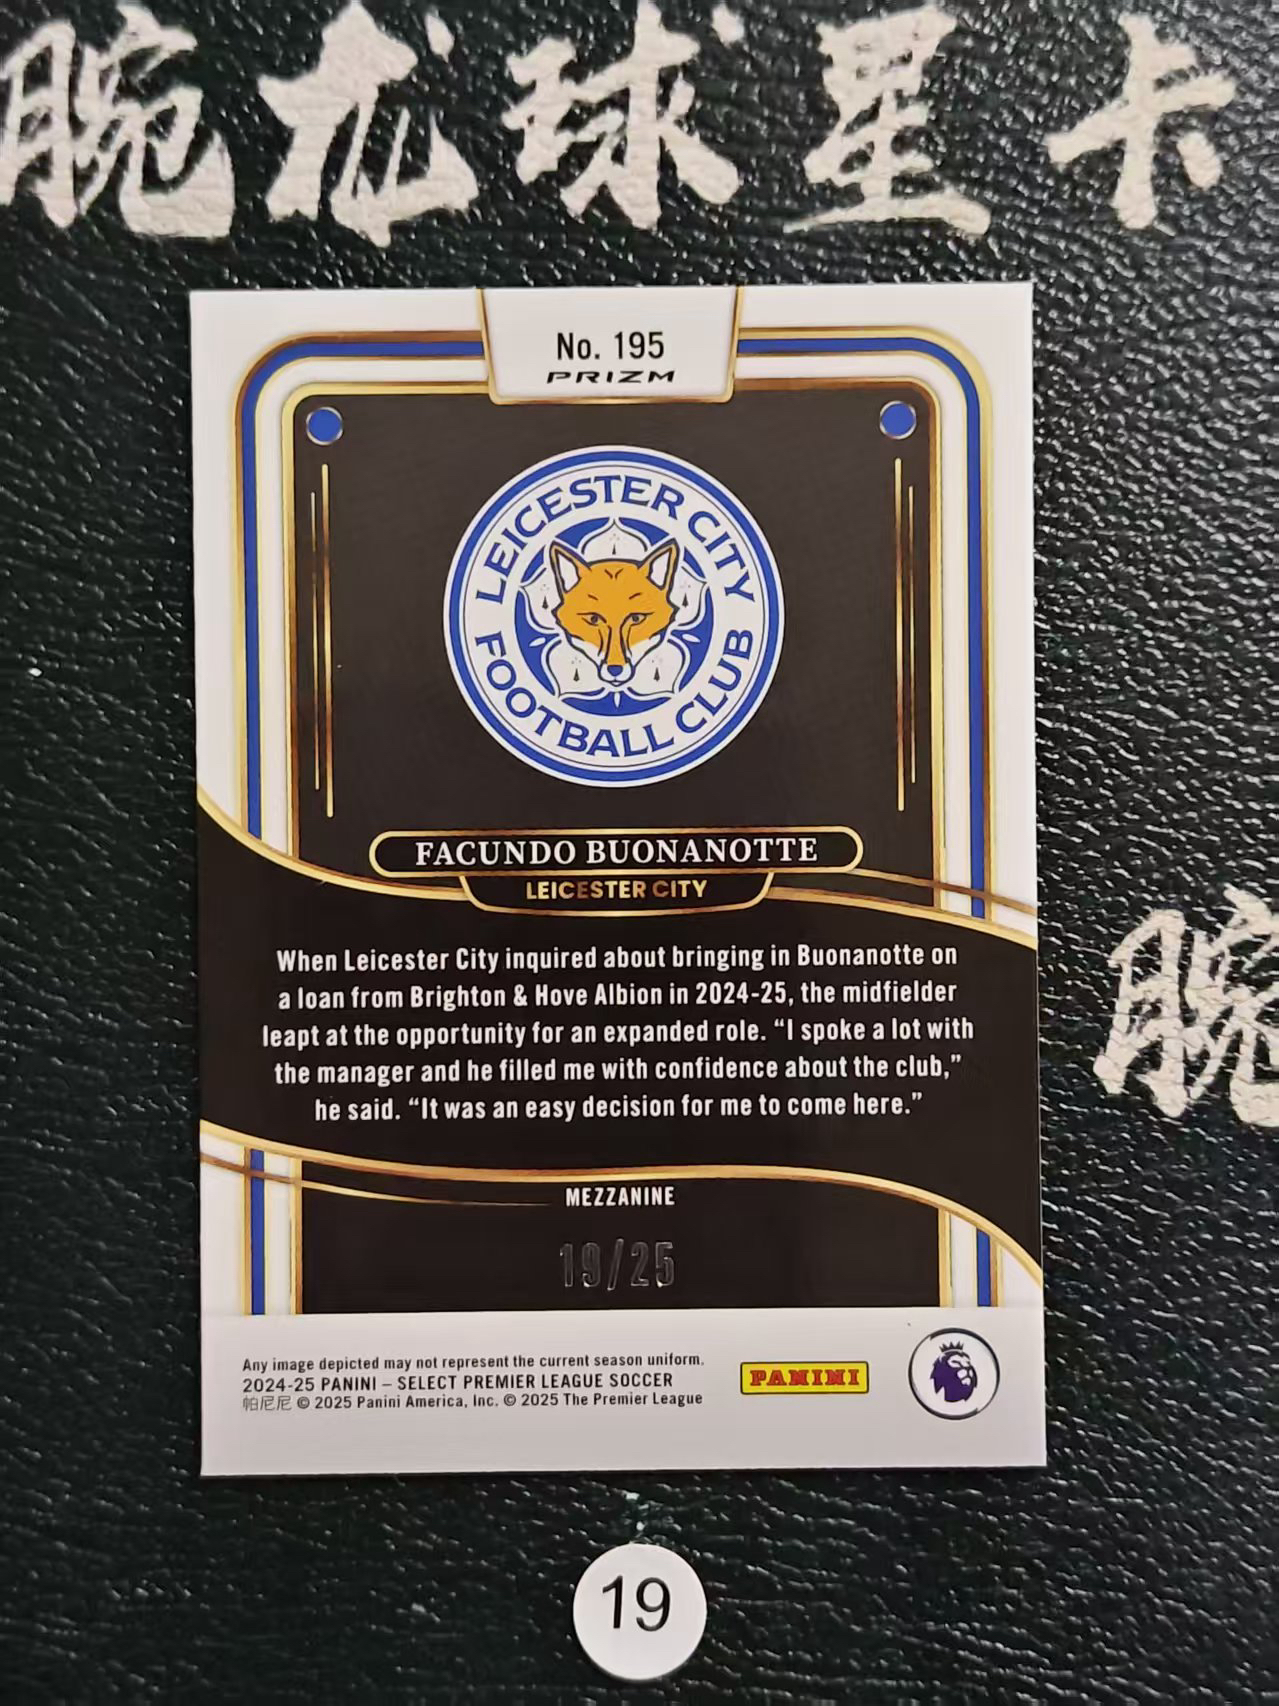 腕龙球星卡
No. 195
PRIZM
LEICESTER CITY
FOOTBALL CLUB
FACUNDO BUONANOTTE
LEICESTER CITY
When Leicester City inquired about bringing in Buonanotte on
a loan from Brighton & Hove Albion in 2024-25, the midfielder
leapt at the opportunity for an expanded role. “I spoke a lot with
the manager and he filled me with confidence about the club,”
he said. “It was an easy decision for me to come here.”
腕
MEZZANINE
19/25
Any image depicted may not represent the current season uniform.
2024-25 PANINI – SELECT PREMIER LEAGUE SOCCER
帕尼尼 © 2025 Panini America, Inc. © 2025 The Premier League
PANINI
19